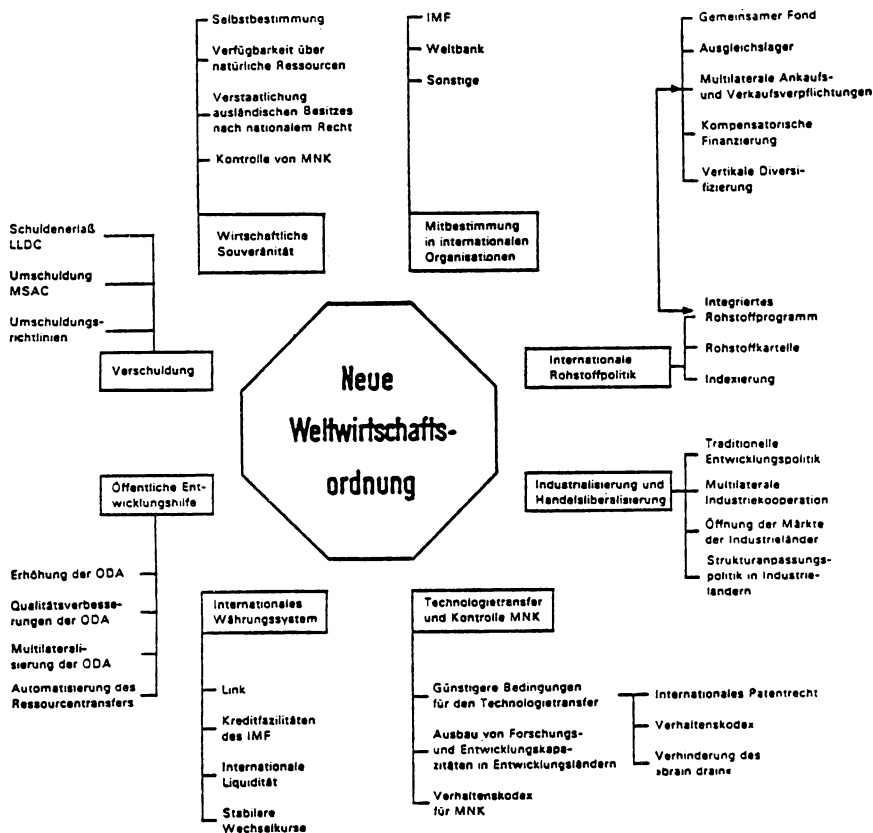 Selbstbestimmung
Verfügbarkeit über
natürliche Ressourcen
Verstaatlichung
ausländischen Besitzes
nach nationalem Recht
Kontrolle von MNK
Wirtschaftliche
Souveränität
IMF
Weltbank
Sonstige
Mitbestimmung
in internationalen
Organisationen
Gemeinsamer Fond
Ausgleichslager
Multilaterale Ankaufs-
und Verkaufsverpflichtungen
Kompensatorische
Finanzierung
Vertikale Diversi-
fizierung
Schuldenerlaß
LLDC
Umschuldung
MSAC
Umschuldungs-
richtlinien
Verschuldung
Integriertes
Rohstoffprogramm
Rohstoffkartelle
Indexierung
Internationale
Rohstoffpolitik
Neue
Weltwirtschafts-
ordnung
Öffentliche Ent-
wicklungshilfe
Erhöhung der ODA
Qualitätsverbesse-
rungen der ODA
Multilaterali-
sierung der ODA
Automatisierung des
Ressourcentransfers
Industrialisierung und
Handelsliberalisierung
Traditionelle
Entwicklungspolitik
Multilaterale
Industriekooperation
Öffnung der Märkte
der Industrieländer
Strukturanpassungs-
politik in Industrie-
ländern
Internationales
Währungssystem
Link
Kreditfazilitäten
des IMF
Internationale
Liquidität
Stabilere
Wechselkurse
Technologietransfer
und Kontrolle MNK
Günstigere Bedingungen
für den Technologietransfer
Ausbau von Forschungs-
und Entwicklungskapa-
zitäten in Entwicklungsländern
Verhaltenskodex
für MNK
Internationales Patentrecht
Verhaltenskodex
Verhinderung des
»brain drain«